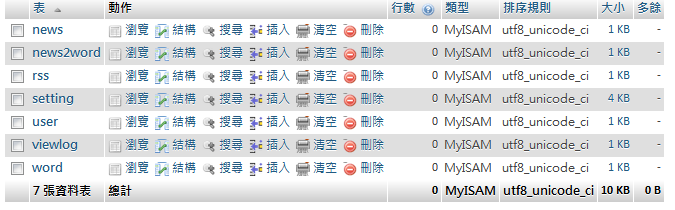 表 動作 行數 類型 排序規則 大小 多餘
news 瀏覽 結構 搜尋 插入 清空 刪除 0 MyISAM utf8_unicode_ci 1 KB -
news2word 瀏覽 結構 搜尋 插入 清空 刪除 0 MyISAM utf8_unicode_ci 1 KB -
rss 瀏覽 結構 搜尋 插入 清空 刪除 0 MyISAM utf8_unicode_ci 1 KB -
setting 瀏覽 結構 搜尋 插入 清空 刪除 0 MyISAM utf8_unicode_ci 4 KB -
user 瀏覽 結構 搜尋 插入 清空 刪除 0 MyISAM utf8_unicode_ci 1 KB -
viewlog 瀏覽 結構 搜尋 插入 清空 刪除 0 MyISAM utf8_unicode_ci 1 KB -
word 瀏覽 結構 搜尋 插入 清空 刪除 0 MyISAM utf8_unicode_ci 1 KB -
7 張資料表 總計 0 MyISAM utf8_unicode_ci 10 KB 0 B